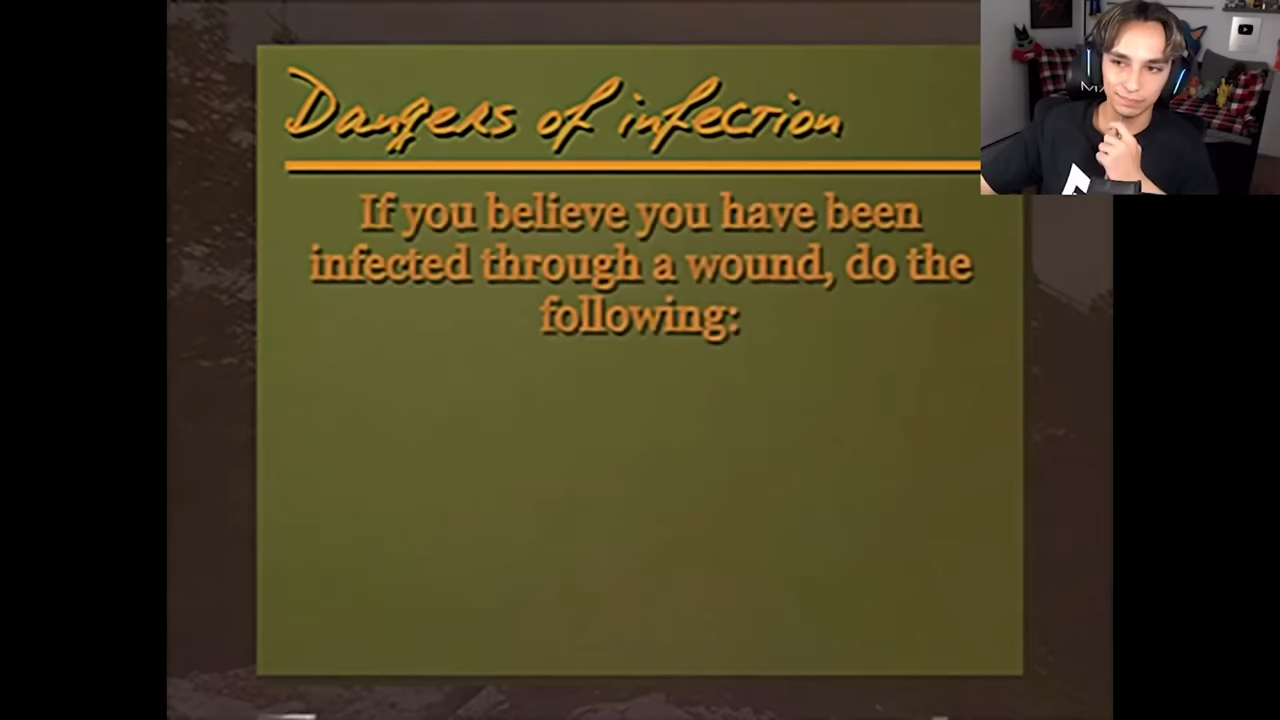 Dangers of infection
If you believe you have been
infected through a wound, do the
following: